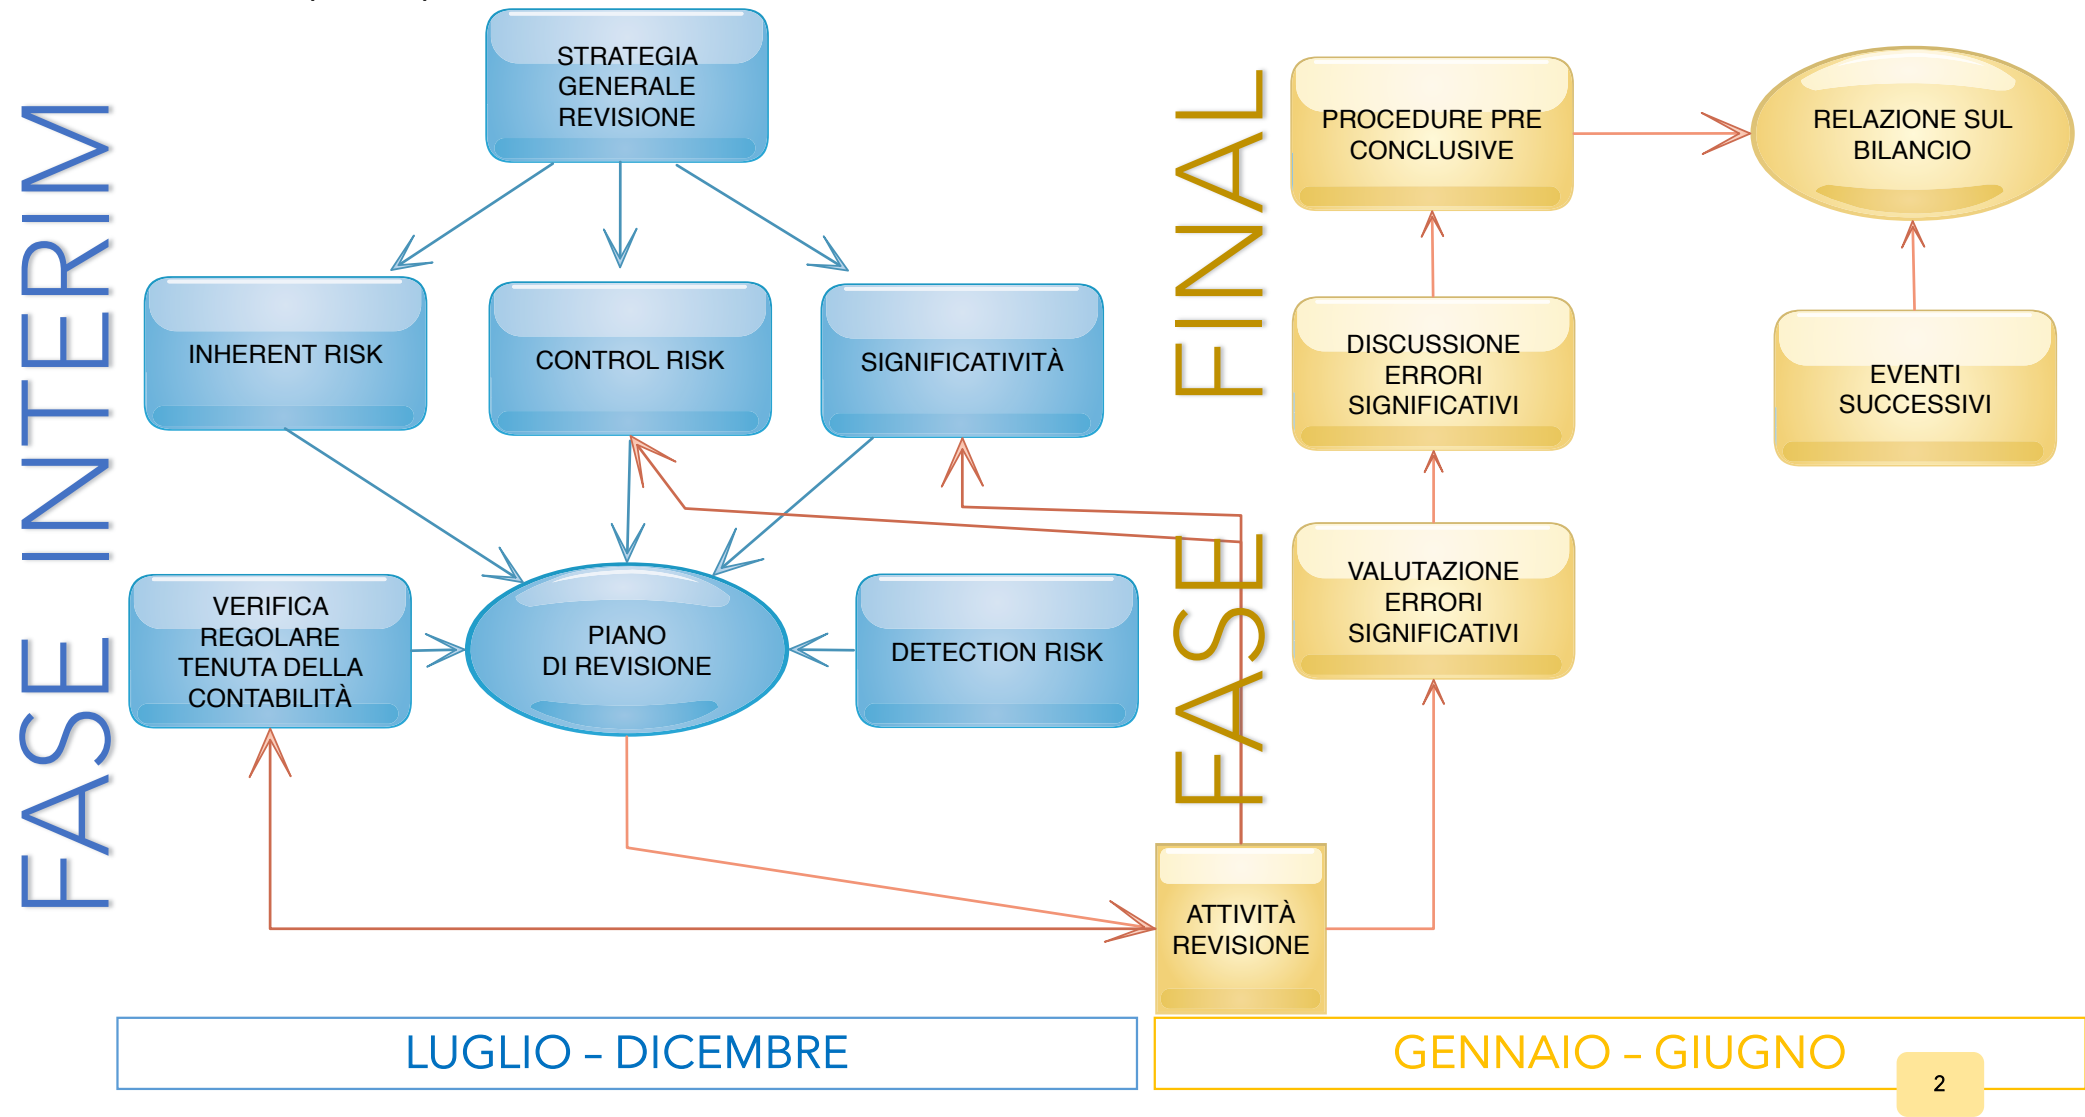 STRATEGIA
GENERALE
REVISIONE
INHERENT RISK
CONTROL RISK
SIGNIFICATIVITÀ
VERIFICA
REGOLARE
TENUTA DELLA
CONTABILITÀ
PIANO
DI REVISIONE
DETECTION RISK
FASE INTERIM
LUGLIO – DICEMBRE
FASE FINAL
PROCEDURE PRE
CONCLUSIVE
RELAZIONE SUL
BILANCIO
DISCUSSIONE
ERRORI
SIGNIFICATIVI
EVENTI
SUCCESSIVI
VALUTAZIONE
ERRORI
SIGNIFICATIVI
ATTIVITÀ
REVISIONE
GENNAIO – GIUGNO
2